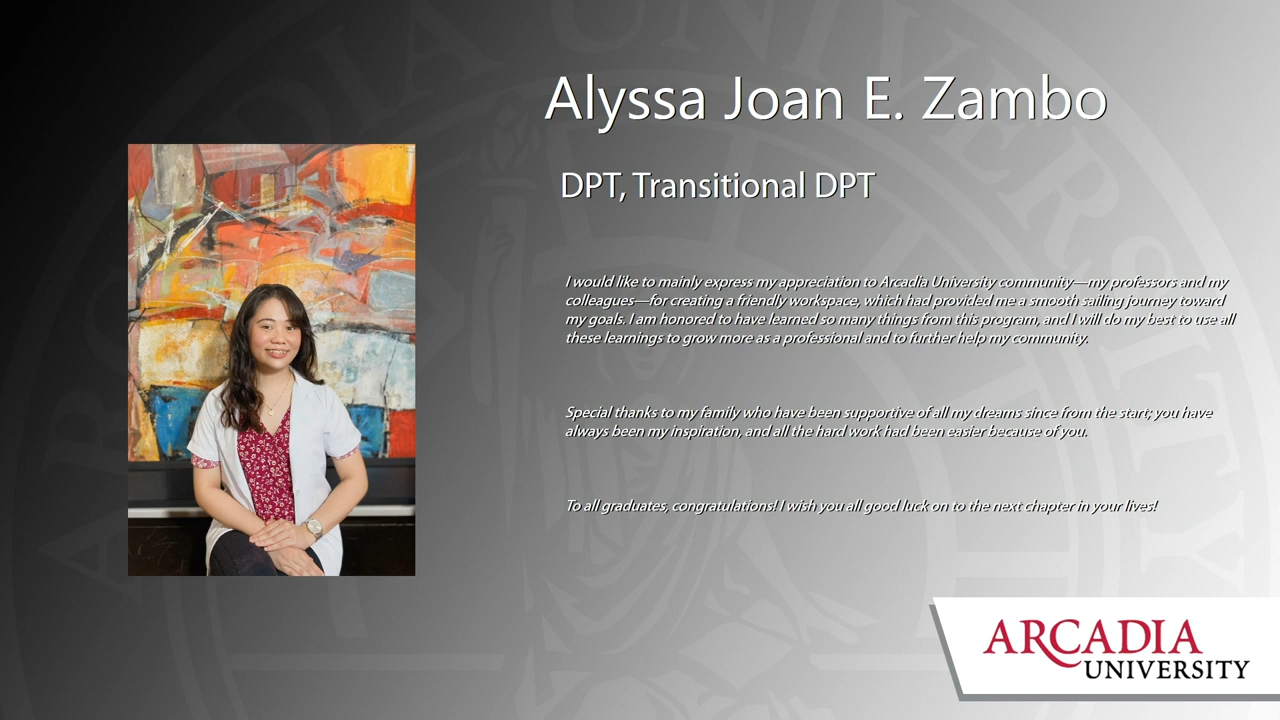 Alyssa Joan E. Zambo
DPT, Transitional DPT
I would like to mainly express my appreciation to Arcadia University community—my professors and my
colleagues—for creating a friendly workspace, which had provided me a smooth sailing journey toward
my goals. I am honored to have learned so many things from this program, and I will do my best to use all
these learnings to grow more as a professional and to further help my community.
Special thanks to my family who have been supportive of all my dreams since from the start; you have
always been my inspiration, and all the hard work had been easier because of you.
To all graduates, congratulations! I wish you all good luck on to the next chapter in your lives!
ARCADIA
UNIVERSITY
ARCADIA UNIVERSITY